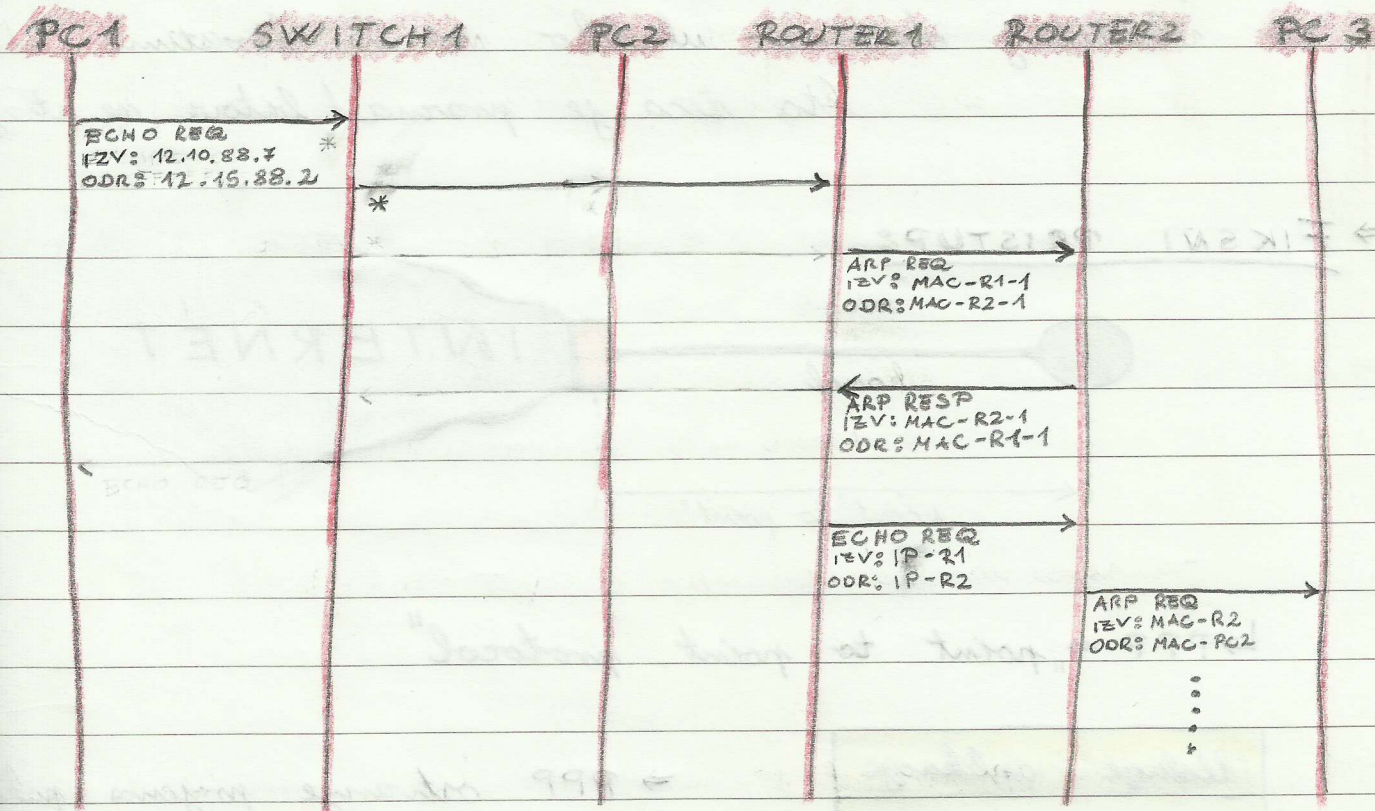 PC1 SWITCH1 PC2 ROUTER1 ROUTER2 PC 3
ECHO REQ
IZV: 12.10.88.7
*
ODR: 12.15.88.2
*
ARP REQ
IZV: MAC-R1-1
ODR: MAC-R2-1
ARP RESP
IZV: MAC-R2-1
ODR: MAC-R1-1
ECHO REQ
IZV: IP-R1
ODR: IP-R2
ARP REQ
IZV: MAC-R2
ODR: MAC-PC2